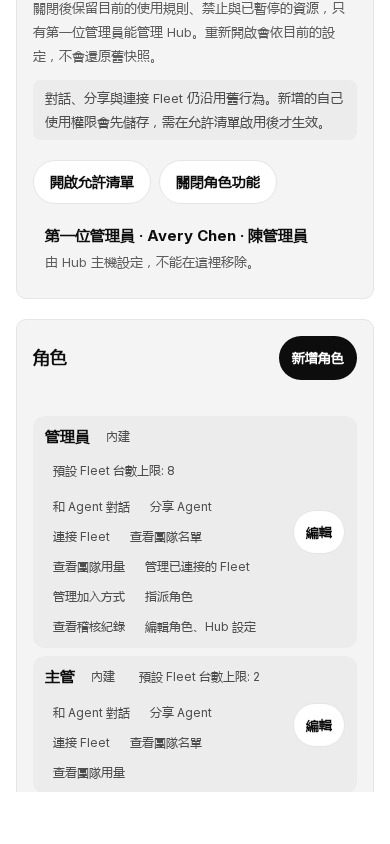 關閉後保留目前的使用規則、禁止與已暫停的資源，只
有第一位管理員能管理 Hub。重新開啟會依目前的設
定，不會還原舊快照。
對話、分享與連接 Fleet 仍沿用舊行為。新增的自己
使用權限會先儲存，需在允許清單啟用後才生效。
開啟允許清單 關閉角色功能
第一位管理員 · Avery Chen · 陳管理員
由 Hub 主機設定，不能在這裡移除。
角色 新增角色
管理員 內建
預設 Fleet 台數上限: 8
和 Agent 對話 分享 Agent
連接 Fleet 查看團隊名單
查看團隊用量 管理已連接的 Fleet
管理加入方式 指派角色
查看稽核紀錄 編輯角色、Hub 設定
編輯
主管 內建 預設 Fleet 台數上限: 2
和 Agent 對話 分享 Agent
連接 Fleet 查看團隊名單
查看團隊用量
編輯